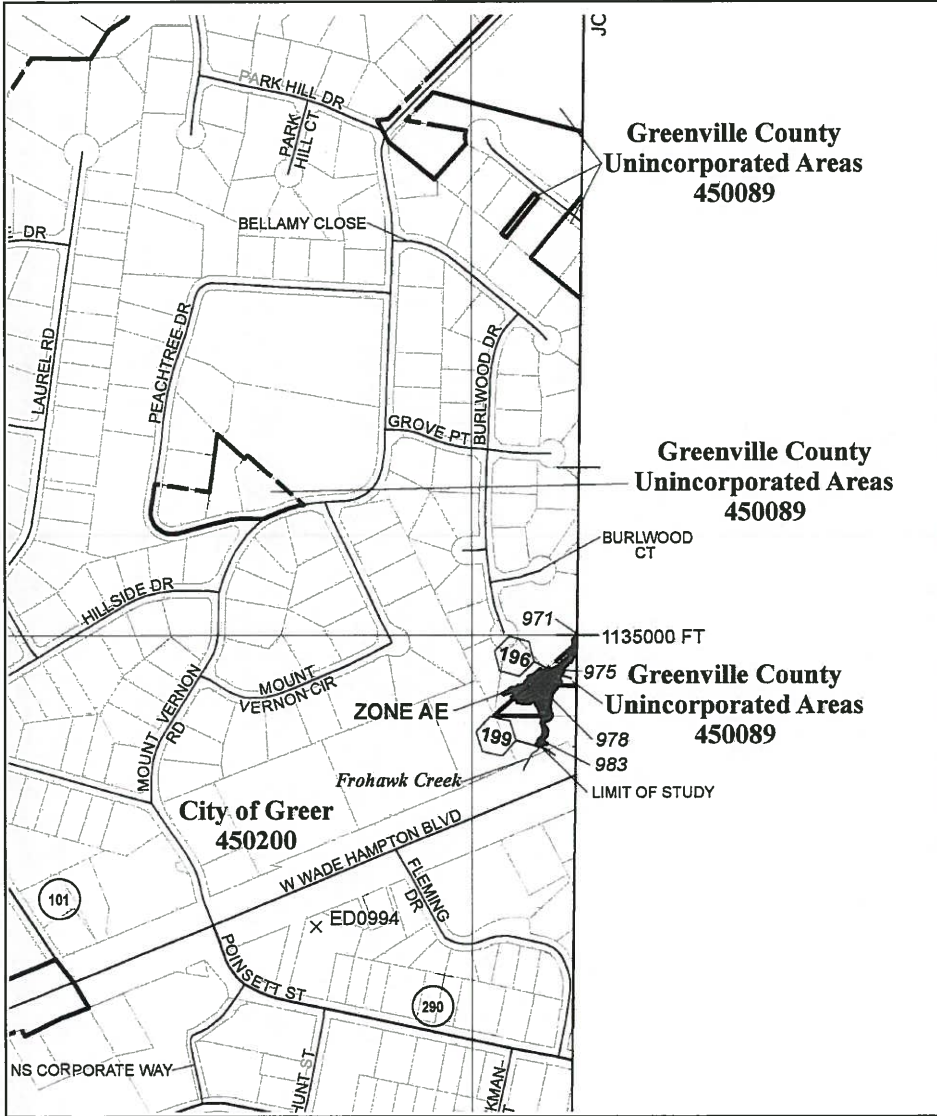 JC
PARK HILL DR
PARK
HILL CT
Greenville County
Unincorporated Areas
450089
BELLAMY CLOSE
E DR
LAUREL RD
PEACHTREE DR
BURLWOOD DR
GROVE PT
Greenville County
Unincorporated Areas
450089
BURLWOOD
CT
HILLSIDE DR
971
1135000 FT
196
975
Greenville County
Unincorporated Areas
450089
MOUNT
VERNON CIR
MOUNT VERNON
RD
ZONE AE
978
199
983
Frohawk Creek
LIMIT OF STUDY
City of Greer
450200
W WADE HAMPTON BLVD
FLEMING
DR
101
ED0994
POINSETT ST
290
NS CORPORATE WAY
HUNT ST
KMAN
T